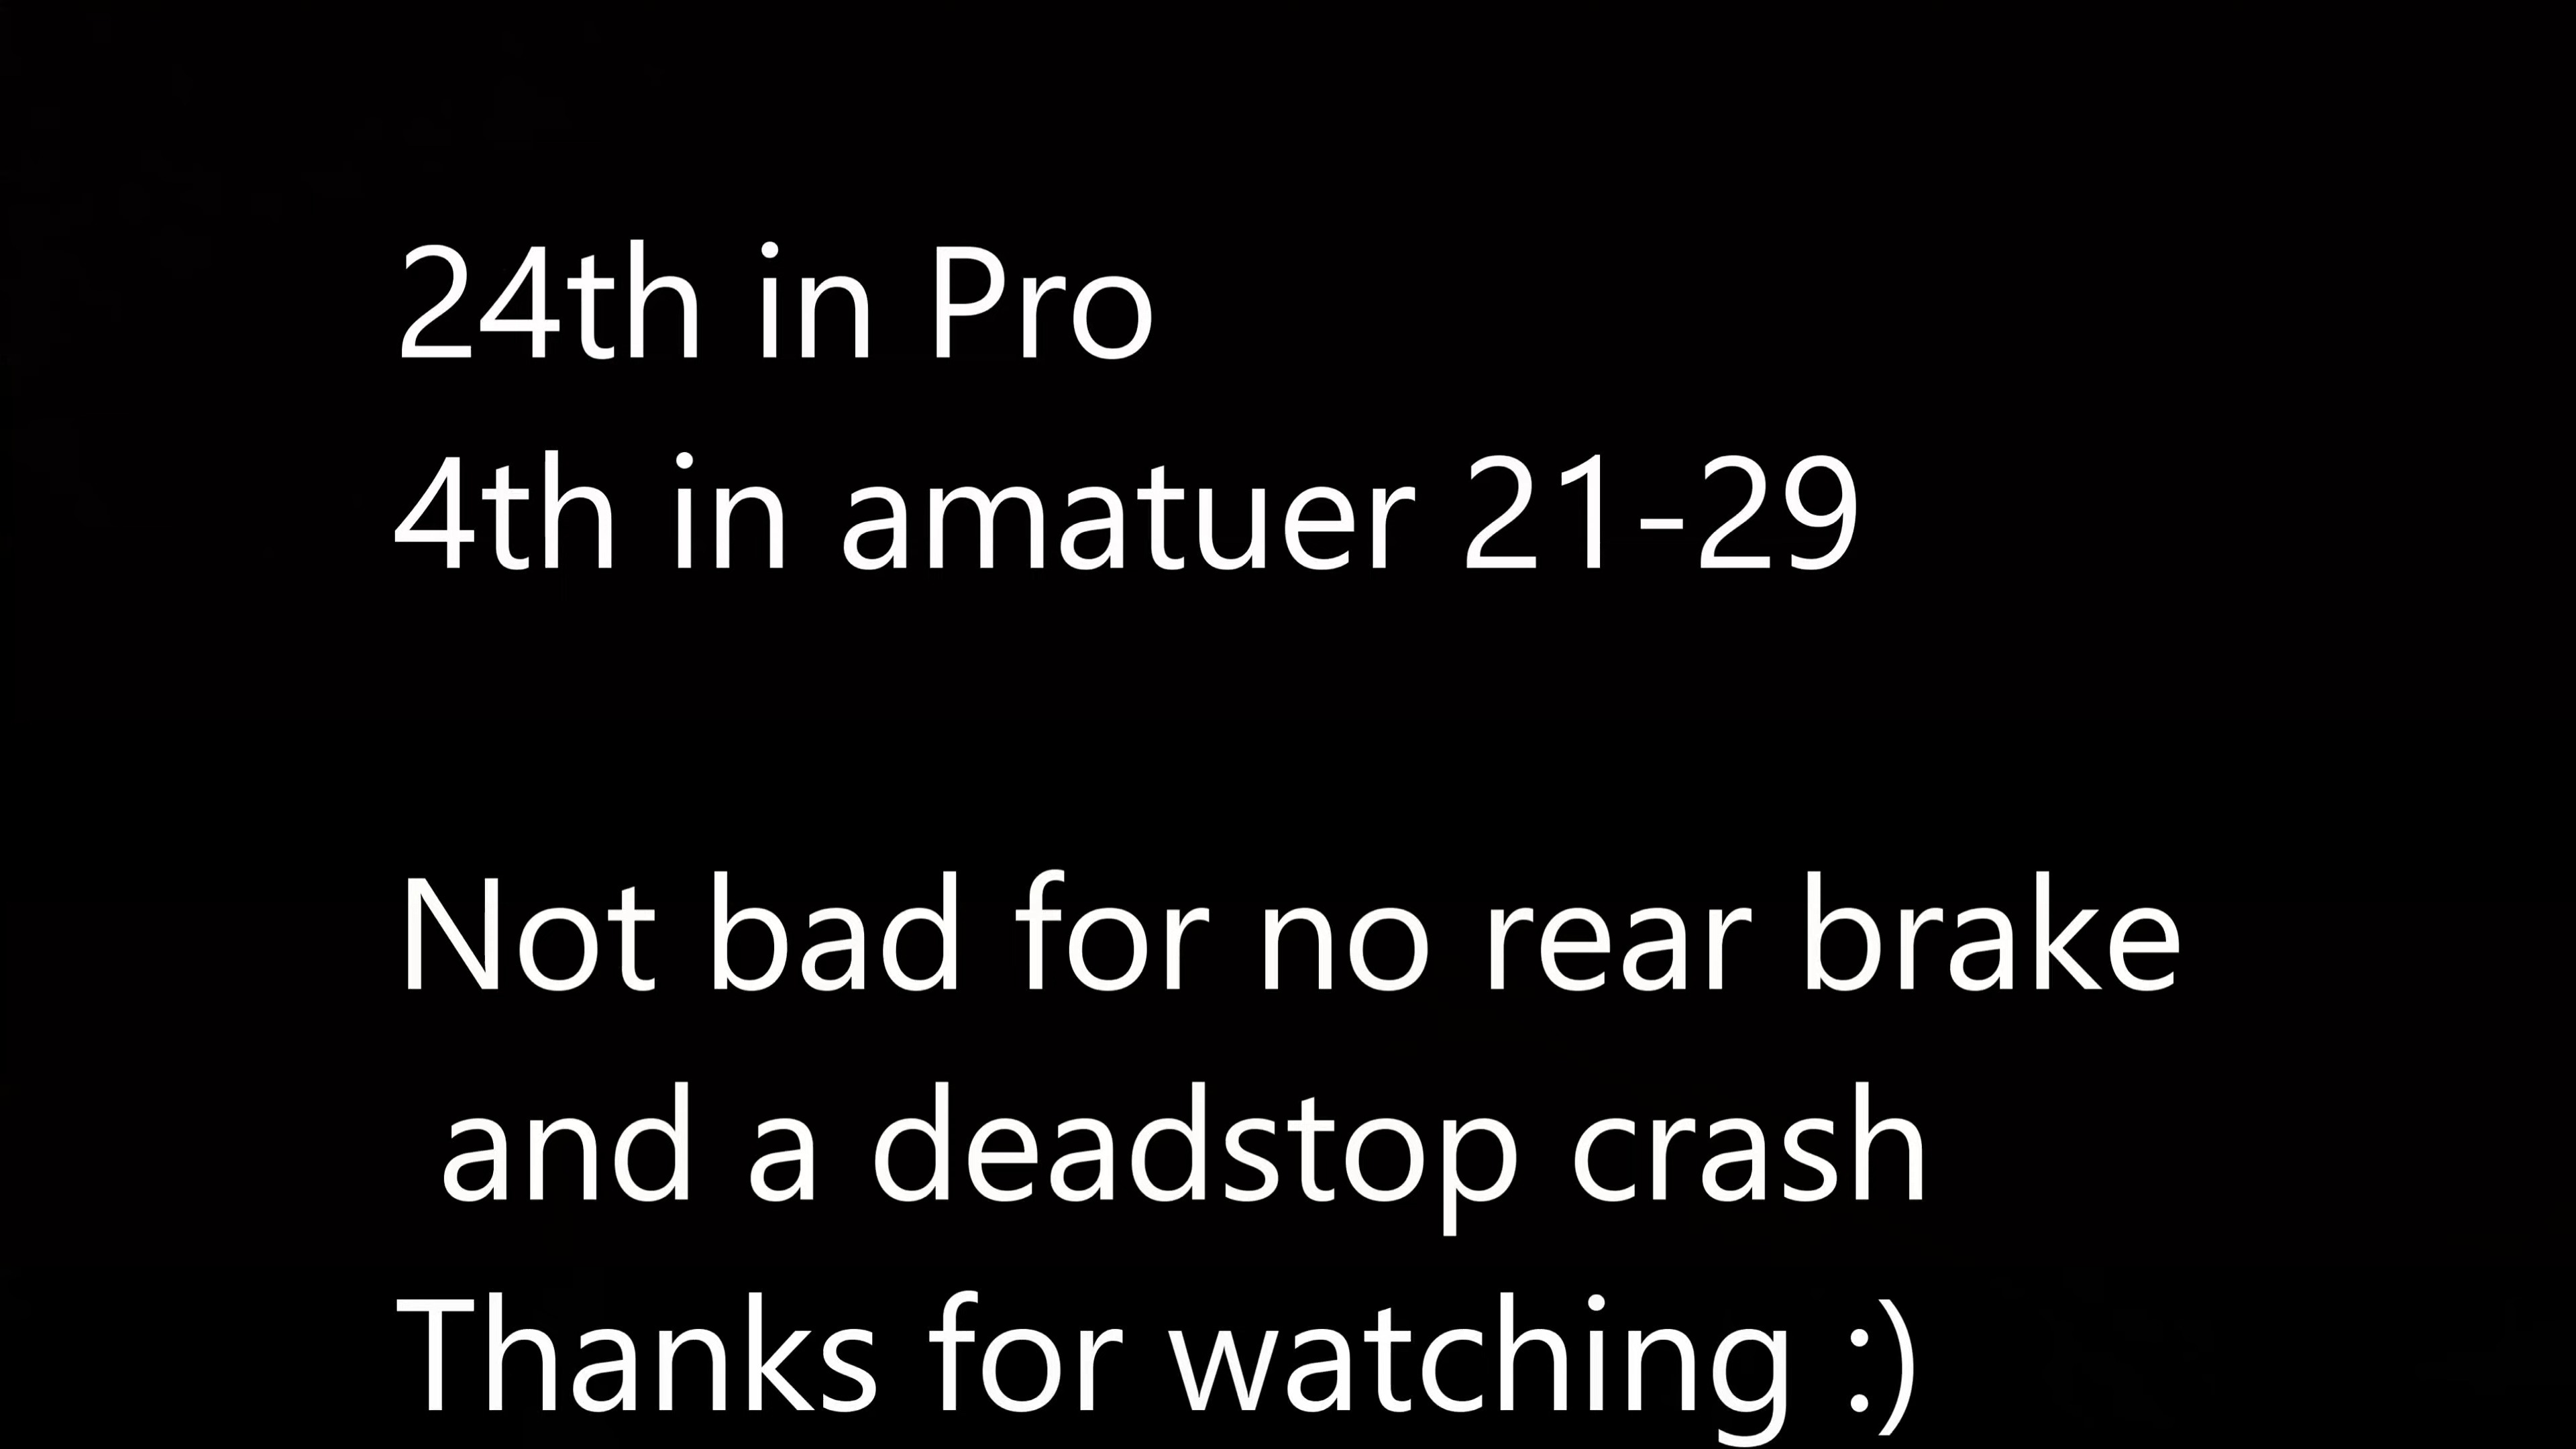 24th in Pro
4th in amatuer 21-29
Not bad for no rear brake
and a deadstop crash
Thanks for watching :)